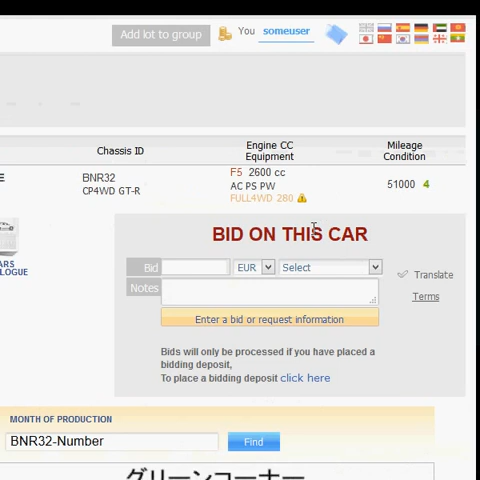 Add lot to group
You someuser
Chassis ID
Engine CC
Equipment
Mileage
Condition
E
BNR32
CP4WD GT-R
F5 2600 cc
AC PS PW
FULL4WD 280
51000 4
ARS
LOGUE
BID ON THIS CAR
Bid
EUR
Select
Notes
Translate
Terms
Enter a bid or request information
Bids will only be processed if you have placed a
bidding deposit,
To place a bidding deposit click here
MONTH OF PRODUCTION
BNR32-Number
Find
グリーンコーナー